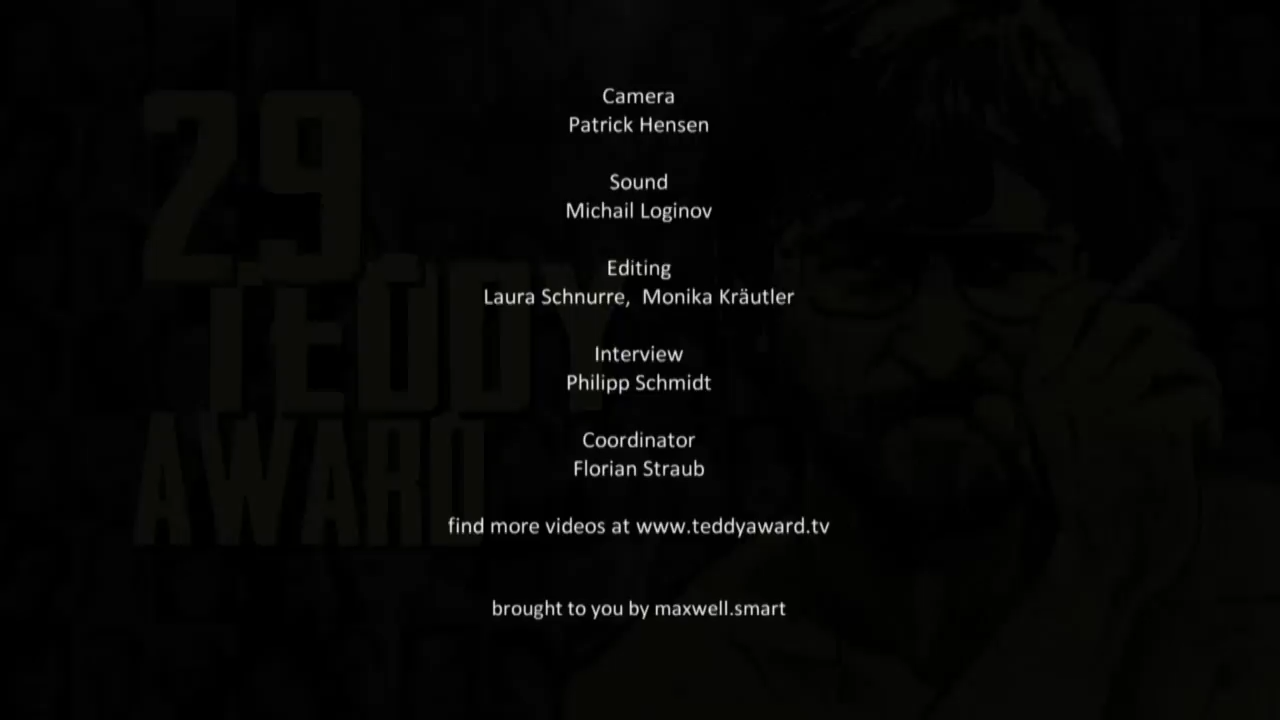 29
TEDDY
AWARD
Camera
Patrick Hensen
Sound
Michail Loginov
Editing
Laura Schnurre, Monika Kräutler
Interview
Philipp Schmidt
Coordinator
Florian Straub
find more videos at www.teddyaward.tv
brought to you by maxwell.smart